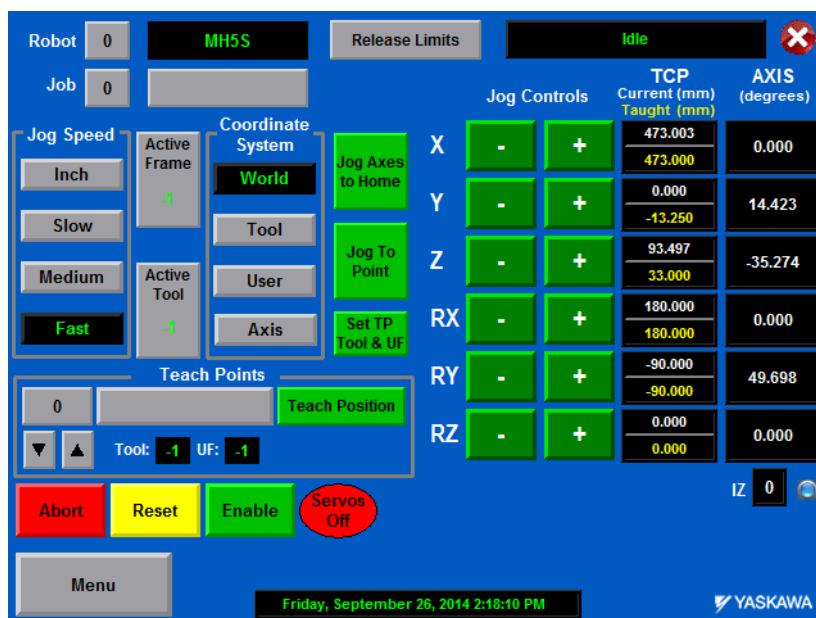 Robot 0 MH5S Release Limits Idle
Job 0
Jog Controls
TCP
Current (mm)
Taught (mm)
AXIS
(degrees)
Jog Speed
Inch
Slow
Medium
Fast
Active
Frame
-1
Active
Tool
-1
Coordinate
System
World
Tool
User
Axis
Jog Axes
to Home
Jog To
Point
Set TP
Tool & UF
X - + 473.003 0.000
473.000
Y - + 0.000 14.423
-13.250
Z - + 93.497 -35.274
33.000
RX - + 180.000 0.000
180.000
RY - + -90.000 49.698
-90.000
RZ - + 0.000 0.000
0.000
IZ 0
Teach Points
0 Teach Position
Tool: -1 UF: -1
Abort Reset Enable
Servos
Off
Menu
Friday, September 26, 2014 2:18:10 PM
YASKAWA